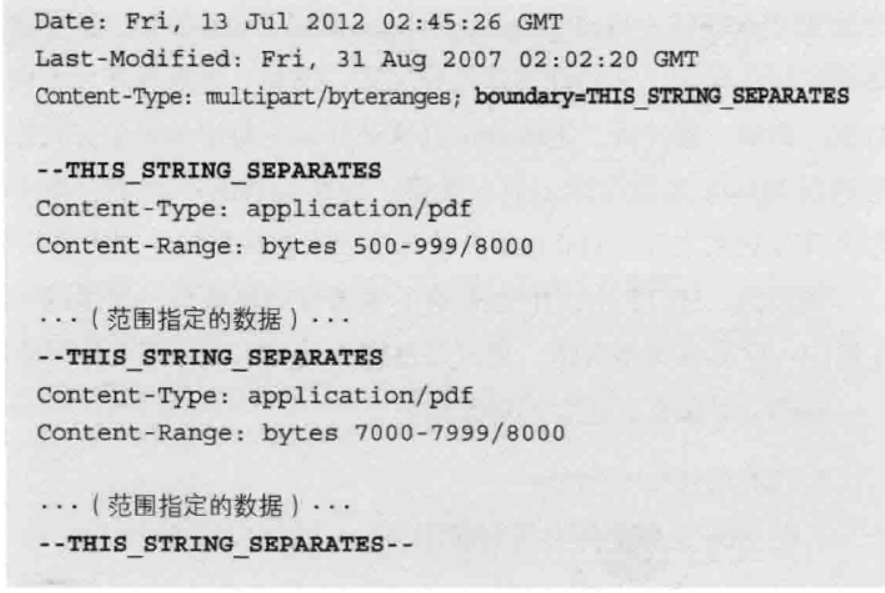 Date: Fri, 13 Jul 2012 02:45:26 GMT
Last-Modified: Fri, 31 Aug 2007 02:02:20 GMT
Content-Type: multipart/byteranges; boundary=THIS_STRING_SEPARATES
--THIS_STRING_SEPARATES
Content-Type: application/pdf
Content-Range: bytes 500-999/8000
···(范围指定的数据)···
--THIS_STRING_SEPARATES
Content-Type: application/pdf
Content-Range: bytes 7000-7999/8000
···(范围指定的数据)···
--THIS_STRING_SEPARATES--